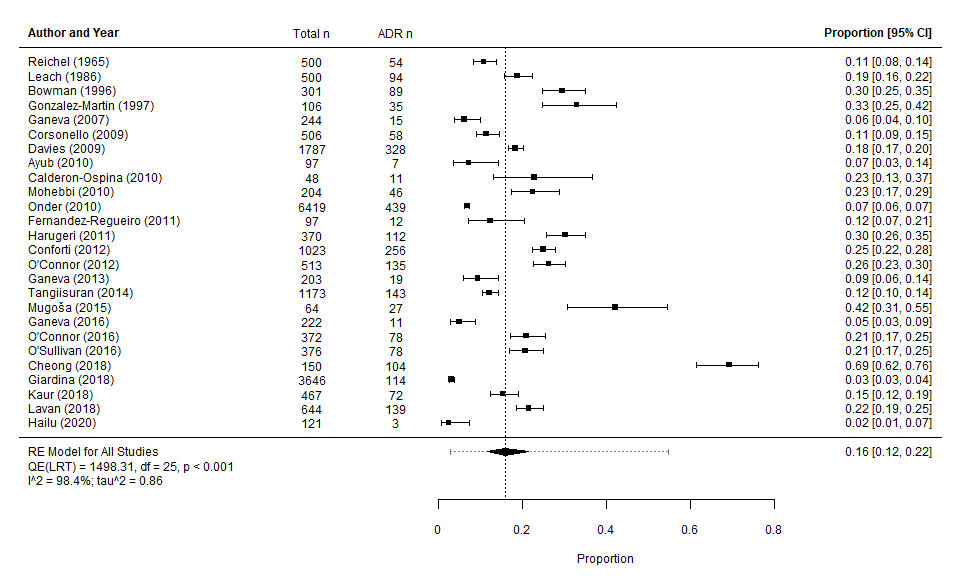 Author and Year Total n ADR n Proportion [95% CI]
Reichel (1965) 500 54 0.11 [0.08, 0.14]
Leach (1986) 500 94 0.19 [0.16, 0.22]
Bowman (1996) 301 89 0.30 [0.25, 0.35]
Gonzalez-Martin (1997) 106 35 0.33 [0.25, 0.42]
Ganeva (2007) 244 15 0.06 [0.04, 0.10]
Corsonello (2009) 506 58 0.11 [0.09, 0.15]
Davies (2009) 1787 328 0.18 [0.17, 0.20]
Ayub (2010) 97 7 0.07 [0.03, 0.14]
Calderon-Ospina (2010) 48 11 0.23 [0.13, 0.37]
Mohebbi (2010) 204 46 0.23 [0.17, 0.29]
Onder (2010) 6419 439 0.07 [0.06, 0.07]
Fernandez-Regueiro (2011) 97 12 0.12 [0.07, 0.21]
Harugeri (2011) 370 112 0.30 [0.26, 0.35]
Conforti (2012) 1023 256 0.25 [0.22, 0.28]
O'Connor (2012) 513 135 0.26 [0.23, 0.30]
Ganeva (2013) 203 19 0.09 [0.06, 0.14]
Tangiisuran (2014) 1173 143 0.12 [0.10, 0.14]
Mugoša (2015) 64 27 0.42 [0.31, 0.55]
Ganeva (2016) 222 11 0.05 [0.03, 0.09]
O'Connor (2016) 372 78 0.21 [0.17, 0.25]
O'Sullivan (2016) 376 78 0.21 [0.17, 0.25]
Cheong (2018) 150 104 0.69 [0.62, 0.76]
Giardina (2018) 3646 114 0.03 [0.03, 0.04]
Kaur (2018) 467 72 0.15 [0.12, 0.19]
Lavan (2018) 644 139 0.22 [0.19, 0.25]
Hailu (2020) 121 3 0.02 [0.01, 0.07]
RE Model for All Studies 0.16 [0.12, 0.22]
QE(LRT) = 1498.31, df = 25, p < 0.001
I^2 = 98.4%; tau^2 = 0.86
0 0.2 0.4 0.6 0.8
Proportion